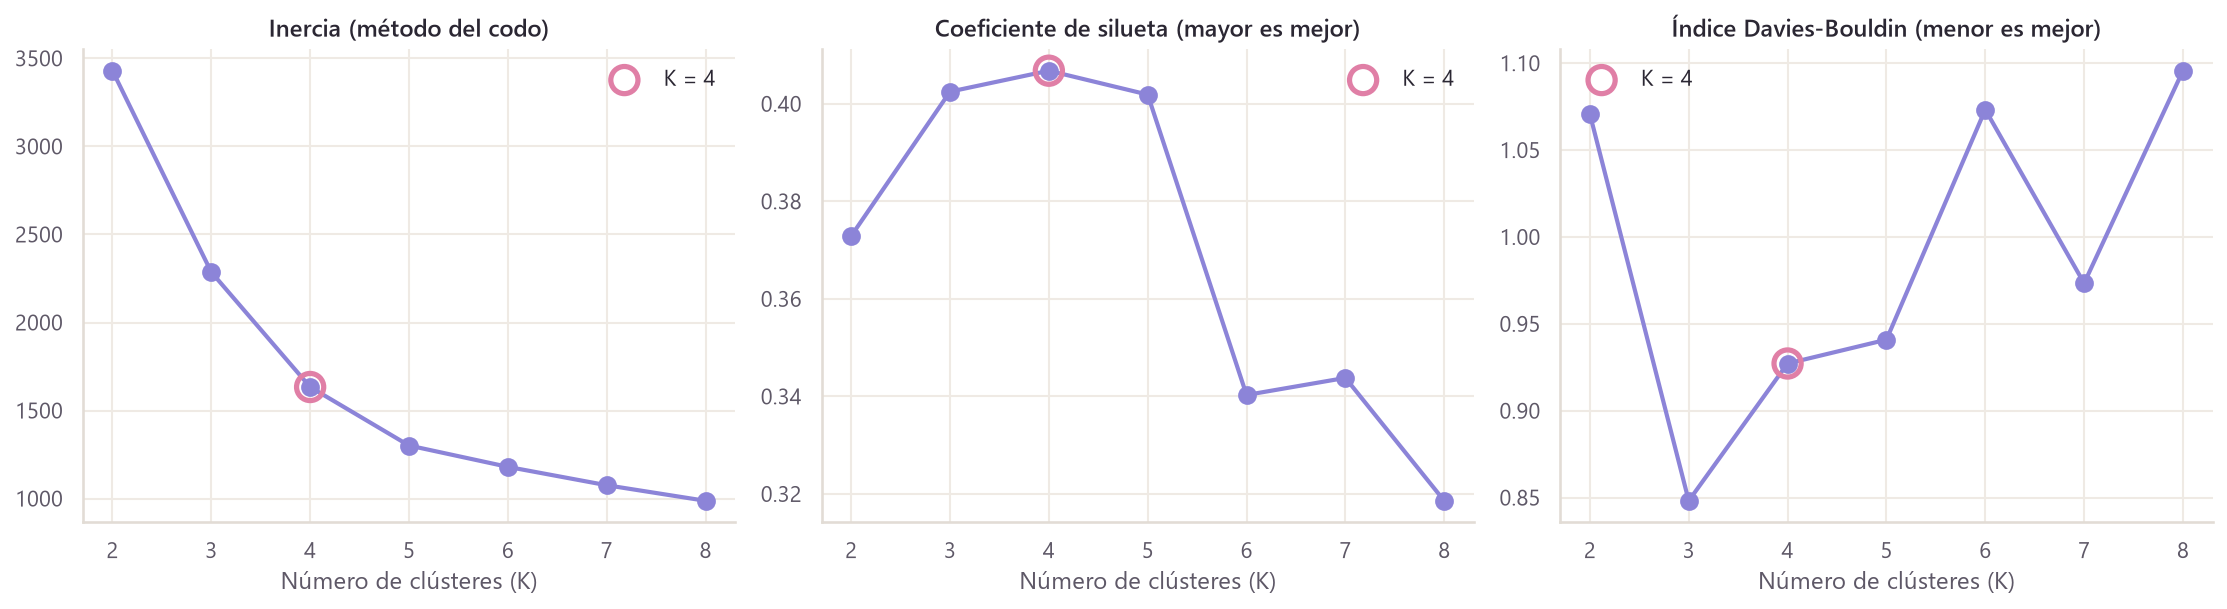 Inercia (método del codo)
3500
3000
2500
2000
1500
1000
K = 4
2 3 4 5 6 7 8
Número de clústeres (K)
Coeficiente de silueta (mayor es mejor)
0.40
0.38
0.36
0.34
0.32
K = 4
2 3 4 5 6 7 8
Número de clústeres (K)
Índice Davies-Bouldin (menor es mejor)
1.10
1.05
1.00
0.95
0.90
0.85
K = 4
2 3 4 5 6 7 8
Número de clústeres (K)